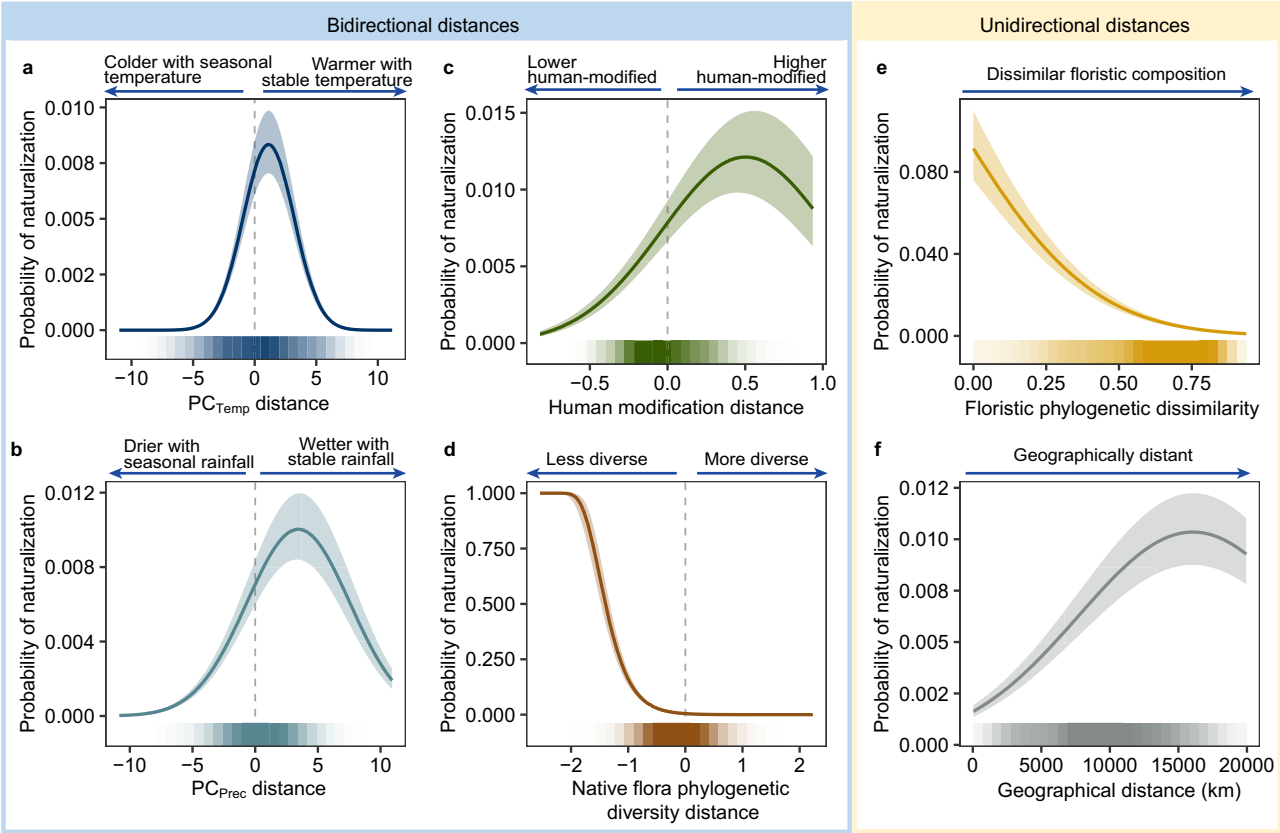 Bidirectional distances
Unidirectional distances
a
Colder with seasonal
temperature
Warmer with
stable temperature
Probability of naturalization
0.010
0.008
0.005
0.002
0.000
−10 −5 0 5 10
PCTemp distance
c
Lower
human-modified
Higher
human-modified
Probability of naturalization
0.015
0.010
0.005
0.000
−0.5 0.0 0.5 1.0
Human modification distance
e
Dissimilar floristic composition
Probability of naturalization
0.080
0.040
0.000
0.00 0.25 0.50 0.75
Floristic phylogenetic dissimilarity
b
Drier with
seasonal rainfall
Wetter with
stable rainfall
Probability of naturalization
0.012
0.008
0.004
0.000
−10 −5 0 5 10
PCPrec distance
d
Less diverse
More diverse
Probability of naturalization
1.000
0.750
0.500
0.250
0.000
−2 −1 0 1 2
Native flora phylogenetic
diversity distance
f
Geographically distant
Probability of naturalization
0.012
0.010
0.008
0.005
0.002
0.000
0 5000 10000 15000 20000
Geographical distance (km)